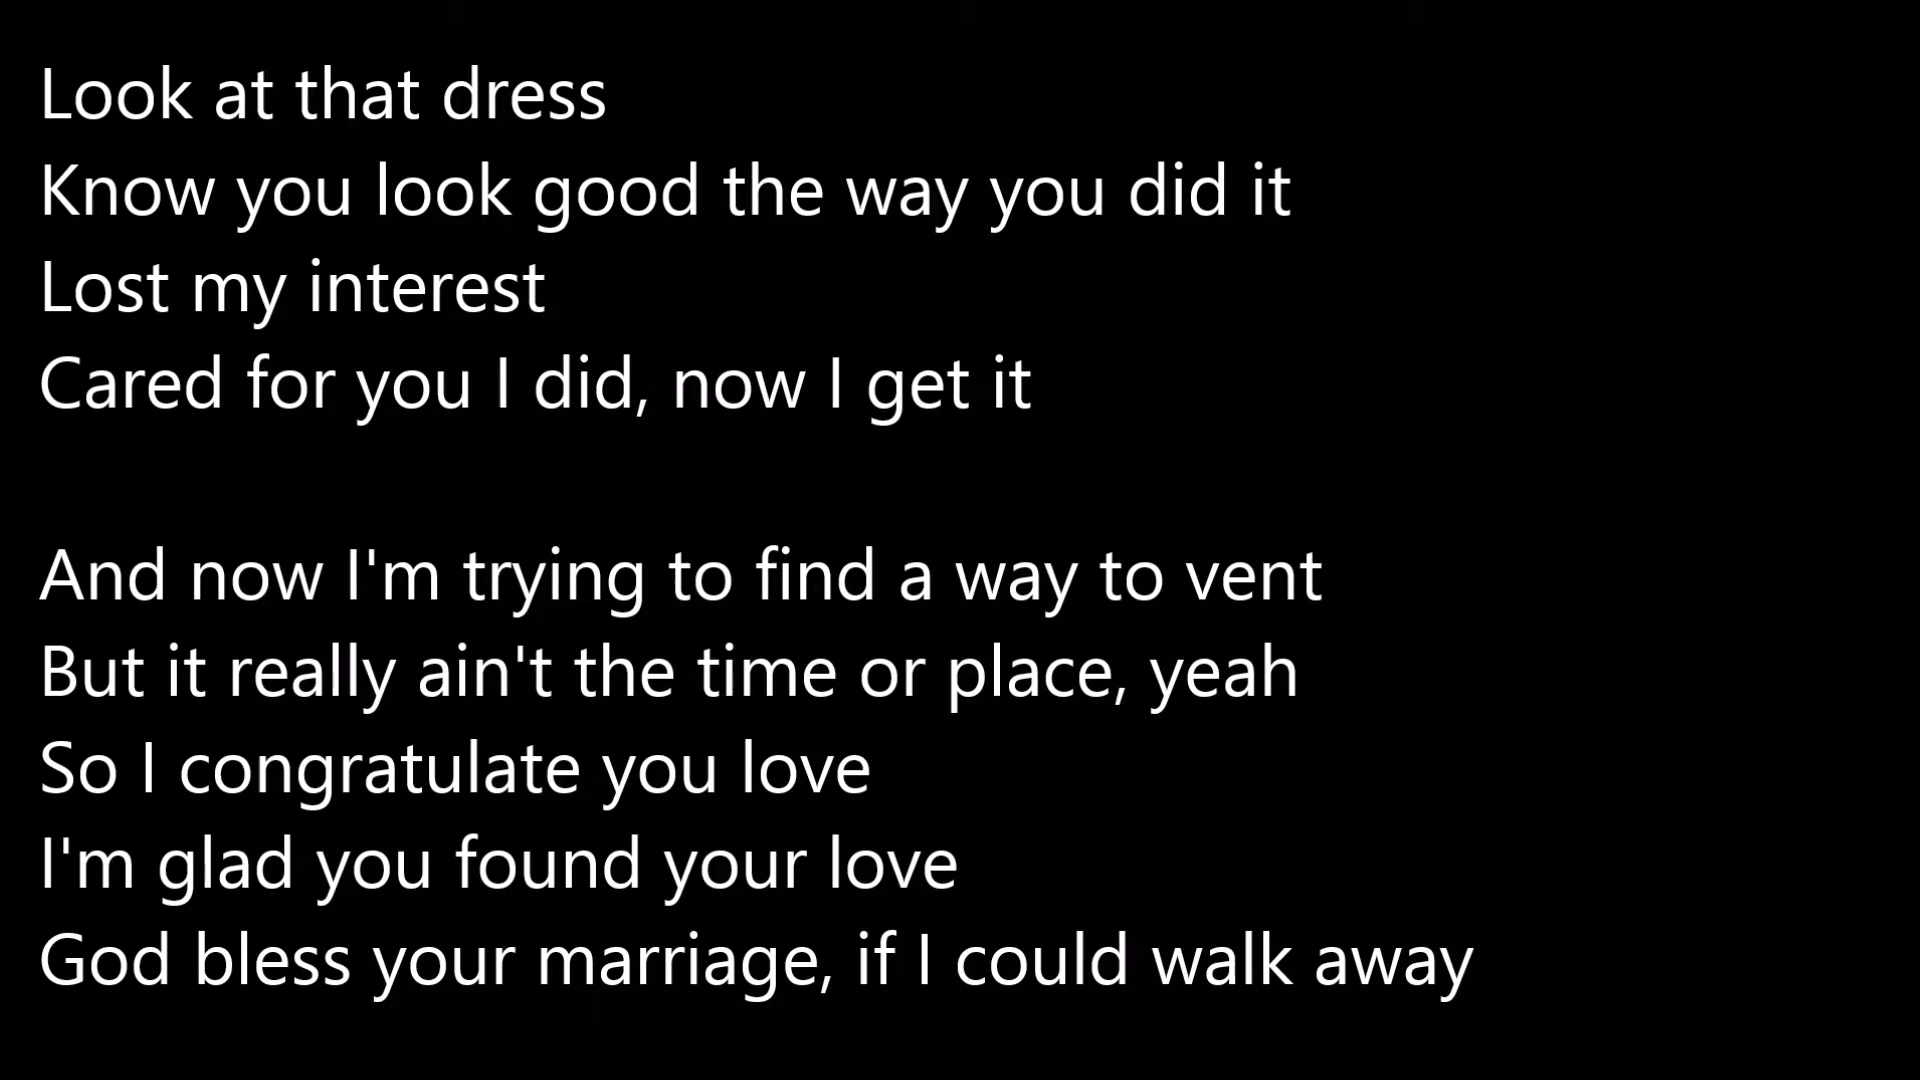 Look at that dress
Know you look good the way you did it
Lost my interest
Cared for you I did, now I get it
And now I'm trying to find a way to vent
But it really ain't the time or place, yeah
So I congratulate you love
I'm glad you found your love
God bless your marriage, if I could walk away